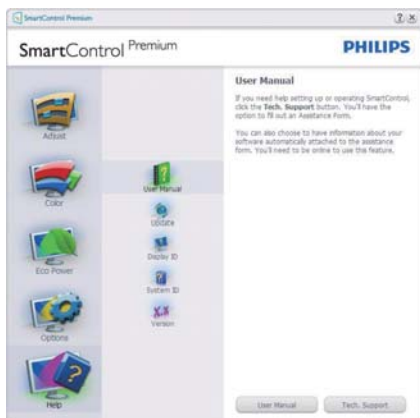 SmartControl Premium
SmartControl Premium
PHILIPS
Adjust
Color
Eco Power
Options
Help
User Manual
Update
Display ID
System ID
Version
User Manual
If you need help setting up or operating SmartControl,
click the Tech. Support button. You'll have the
option to fill out an Assistance Form.
You can also choose to have information about your
software automatically attached to the assistance
form. You'll need to be online to use this feature.
User Manual
Tech. Support